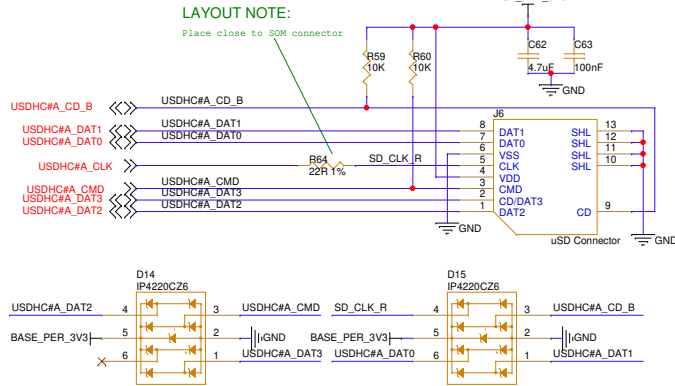 LAYOUT NOTE:
Place close to SOM connector
R59
10K
R60
10K
C62
4.7uF
C63
100nF
GND
USDHC#A_CD_B
USDHC#A_CD_B
J6
USDHC#A_DAT1
USDHC#A_DAT1
8
DAT1
SHL
13
USDHC#A_DAT0
USDHC#A_DAT0
7
DAT0
SHL
12
6
VSS
SHL
11
USDHC#A_CLK
R64
22R 1%
SD_CLK_R
5
CLK
SHL
10
4
VDD
USDHC#A_CMD
USDHC#A_CMD
3
CMD
USDHC#A_DAT3
USDHC#A_DAT3
2
CD/DAT3
USDHC#A_DAT2
USDHC#A_DAT2
1
DAT2
CD
9
GND
uSD Connector
GND
D14
IP4220CZ6
USDHC#A_DAT2
4
3
USDHC#A_CMD
BASE_PER_3V3
5
2
GND
6
1
USDHC#A_DAT3
D15
IP4220CZ6
SD_CLK_R
4
3
USDHC#A_CD_B
BASE_PER_3V3
5
2
GND
USDHC#A_DAT0
6
1
USDHC#A_DAT1